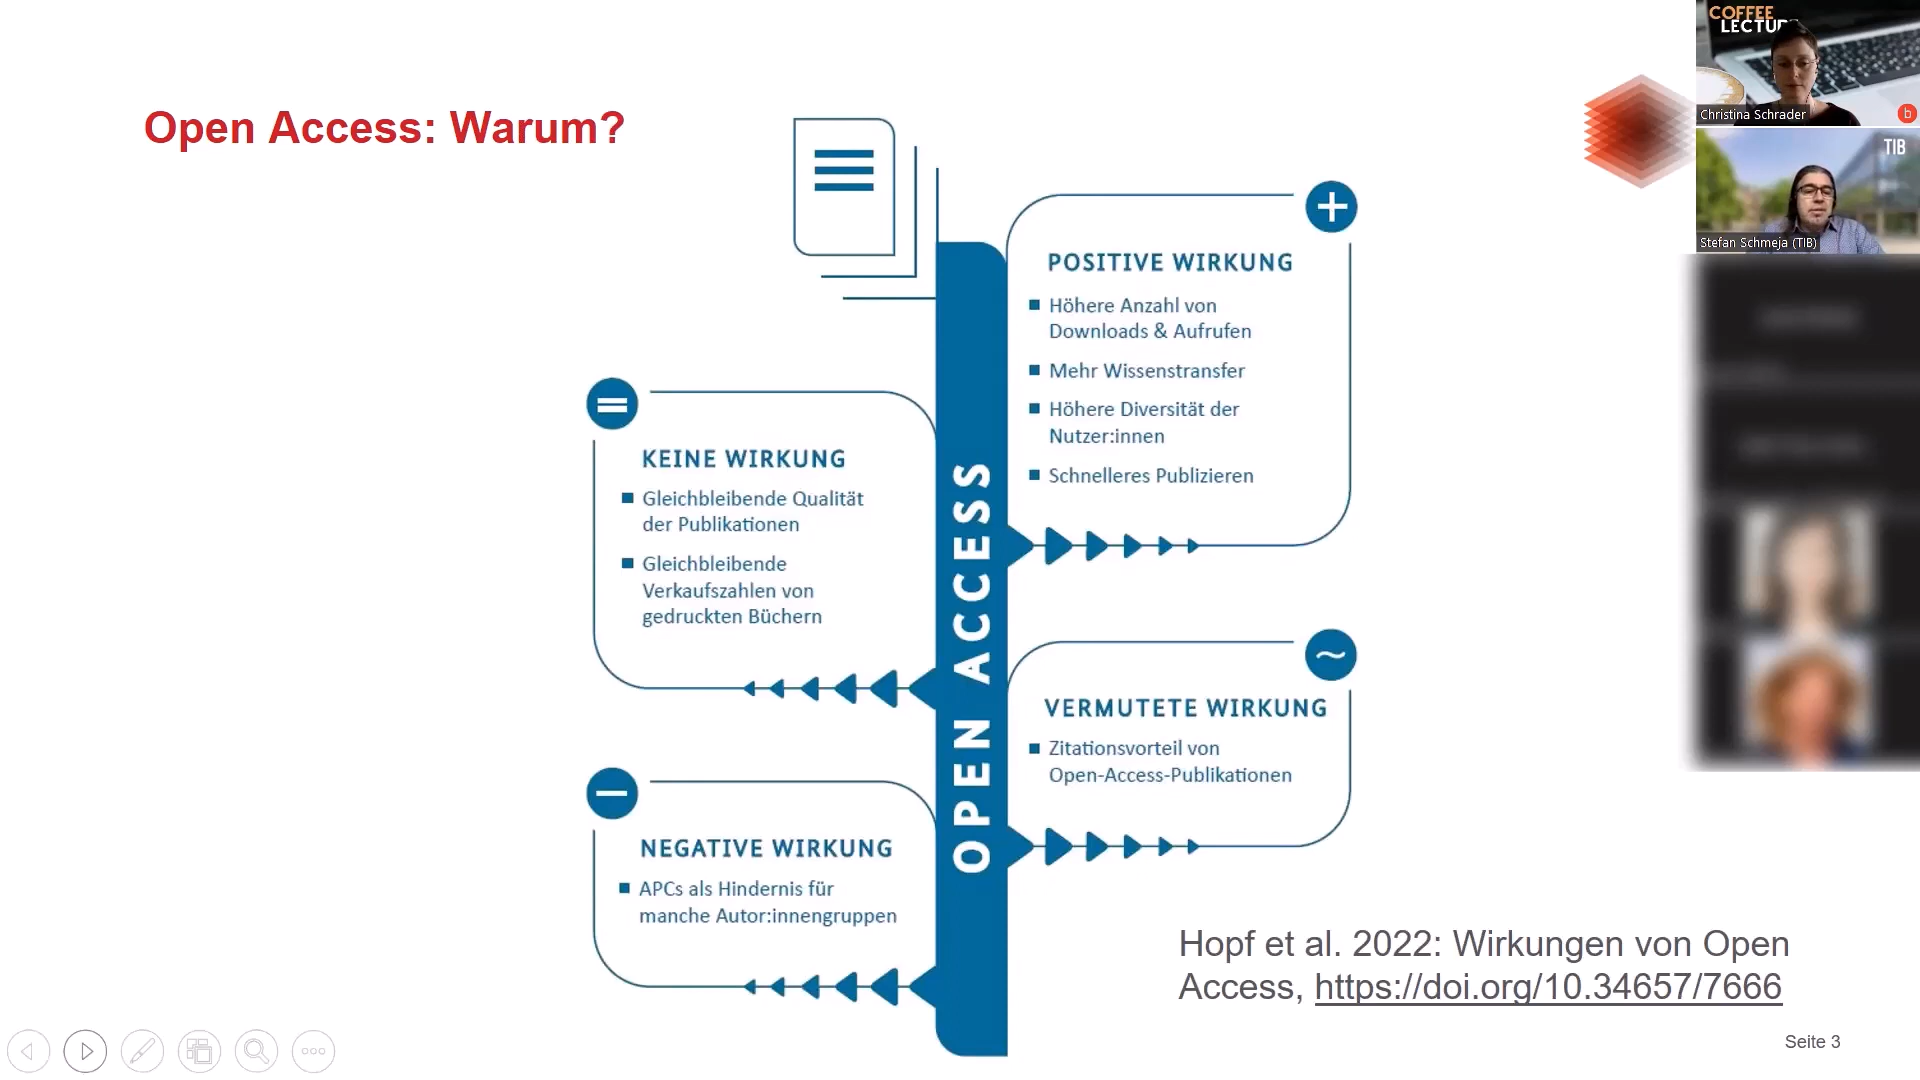 Open Access: Warum?
POSITIVE WIRKUNG
Höhere Anzahl von
Downloads & Aufrufen
Mehr Wissenstransfer
Höhere Diversität der
Nutzer:innen
Schnelleres Publizieren
KEINE WIRKUNG
Gleichbleibende Qualität
der Publikationen
Gleichbleibende
Verkaufszahlen von
gedruckten Büchern
OPEN ACCESS
VERMUTETE WIRKUNG
Zitationsvorteil von
Open-Access-Publikationen
NEGATIVE WIRKUNG
APCs als Hindernis für
manche Autor:innengruppen
Hopf et al. 2022: Wirkungen von Open
Access, https://doi.org/10.34657/7666
Seite 3
COFFEE
Christina Schrader
b
TIB
Stefan Schmeja (TIB)